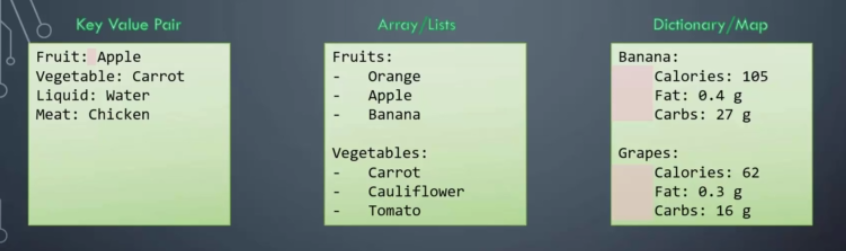 Key Value Pair
Fruit: Apple
Vegetable: Carrot
Liquid: Water
Meat: Chicken
Array/Lists
Fruits:
- Orange
- Apple
- Banana
Vegetables:
- Carrot
- Cauliflower
- Tomato
Dictionary/Map
Banana:
Calories: 105
Fat: 0.4 g
Carbs: 27 g
Grapes:
Calories: 62
Fat: 0.3 g
Carbs: 16 g